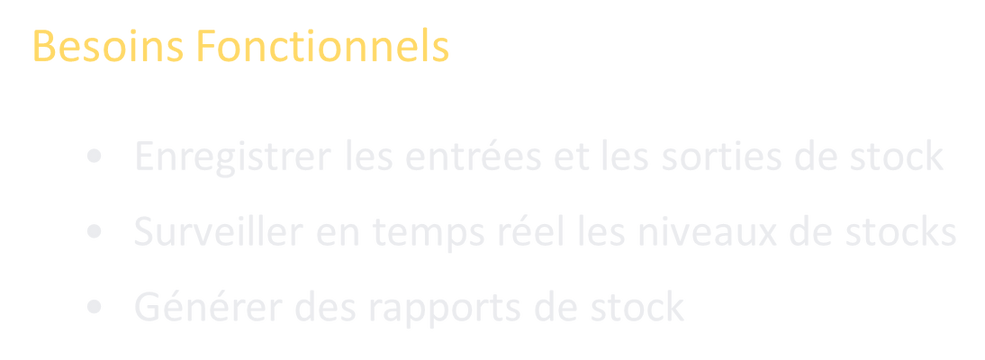 Besoins Fonctionnels
• Enregistrer les entrées et les sorties de stock
• Surveiller en temps réel les niveaux de stocks
• Générer des rapports de stock